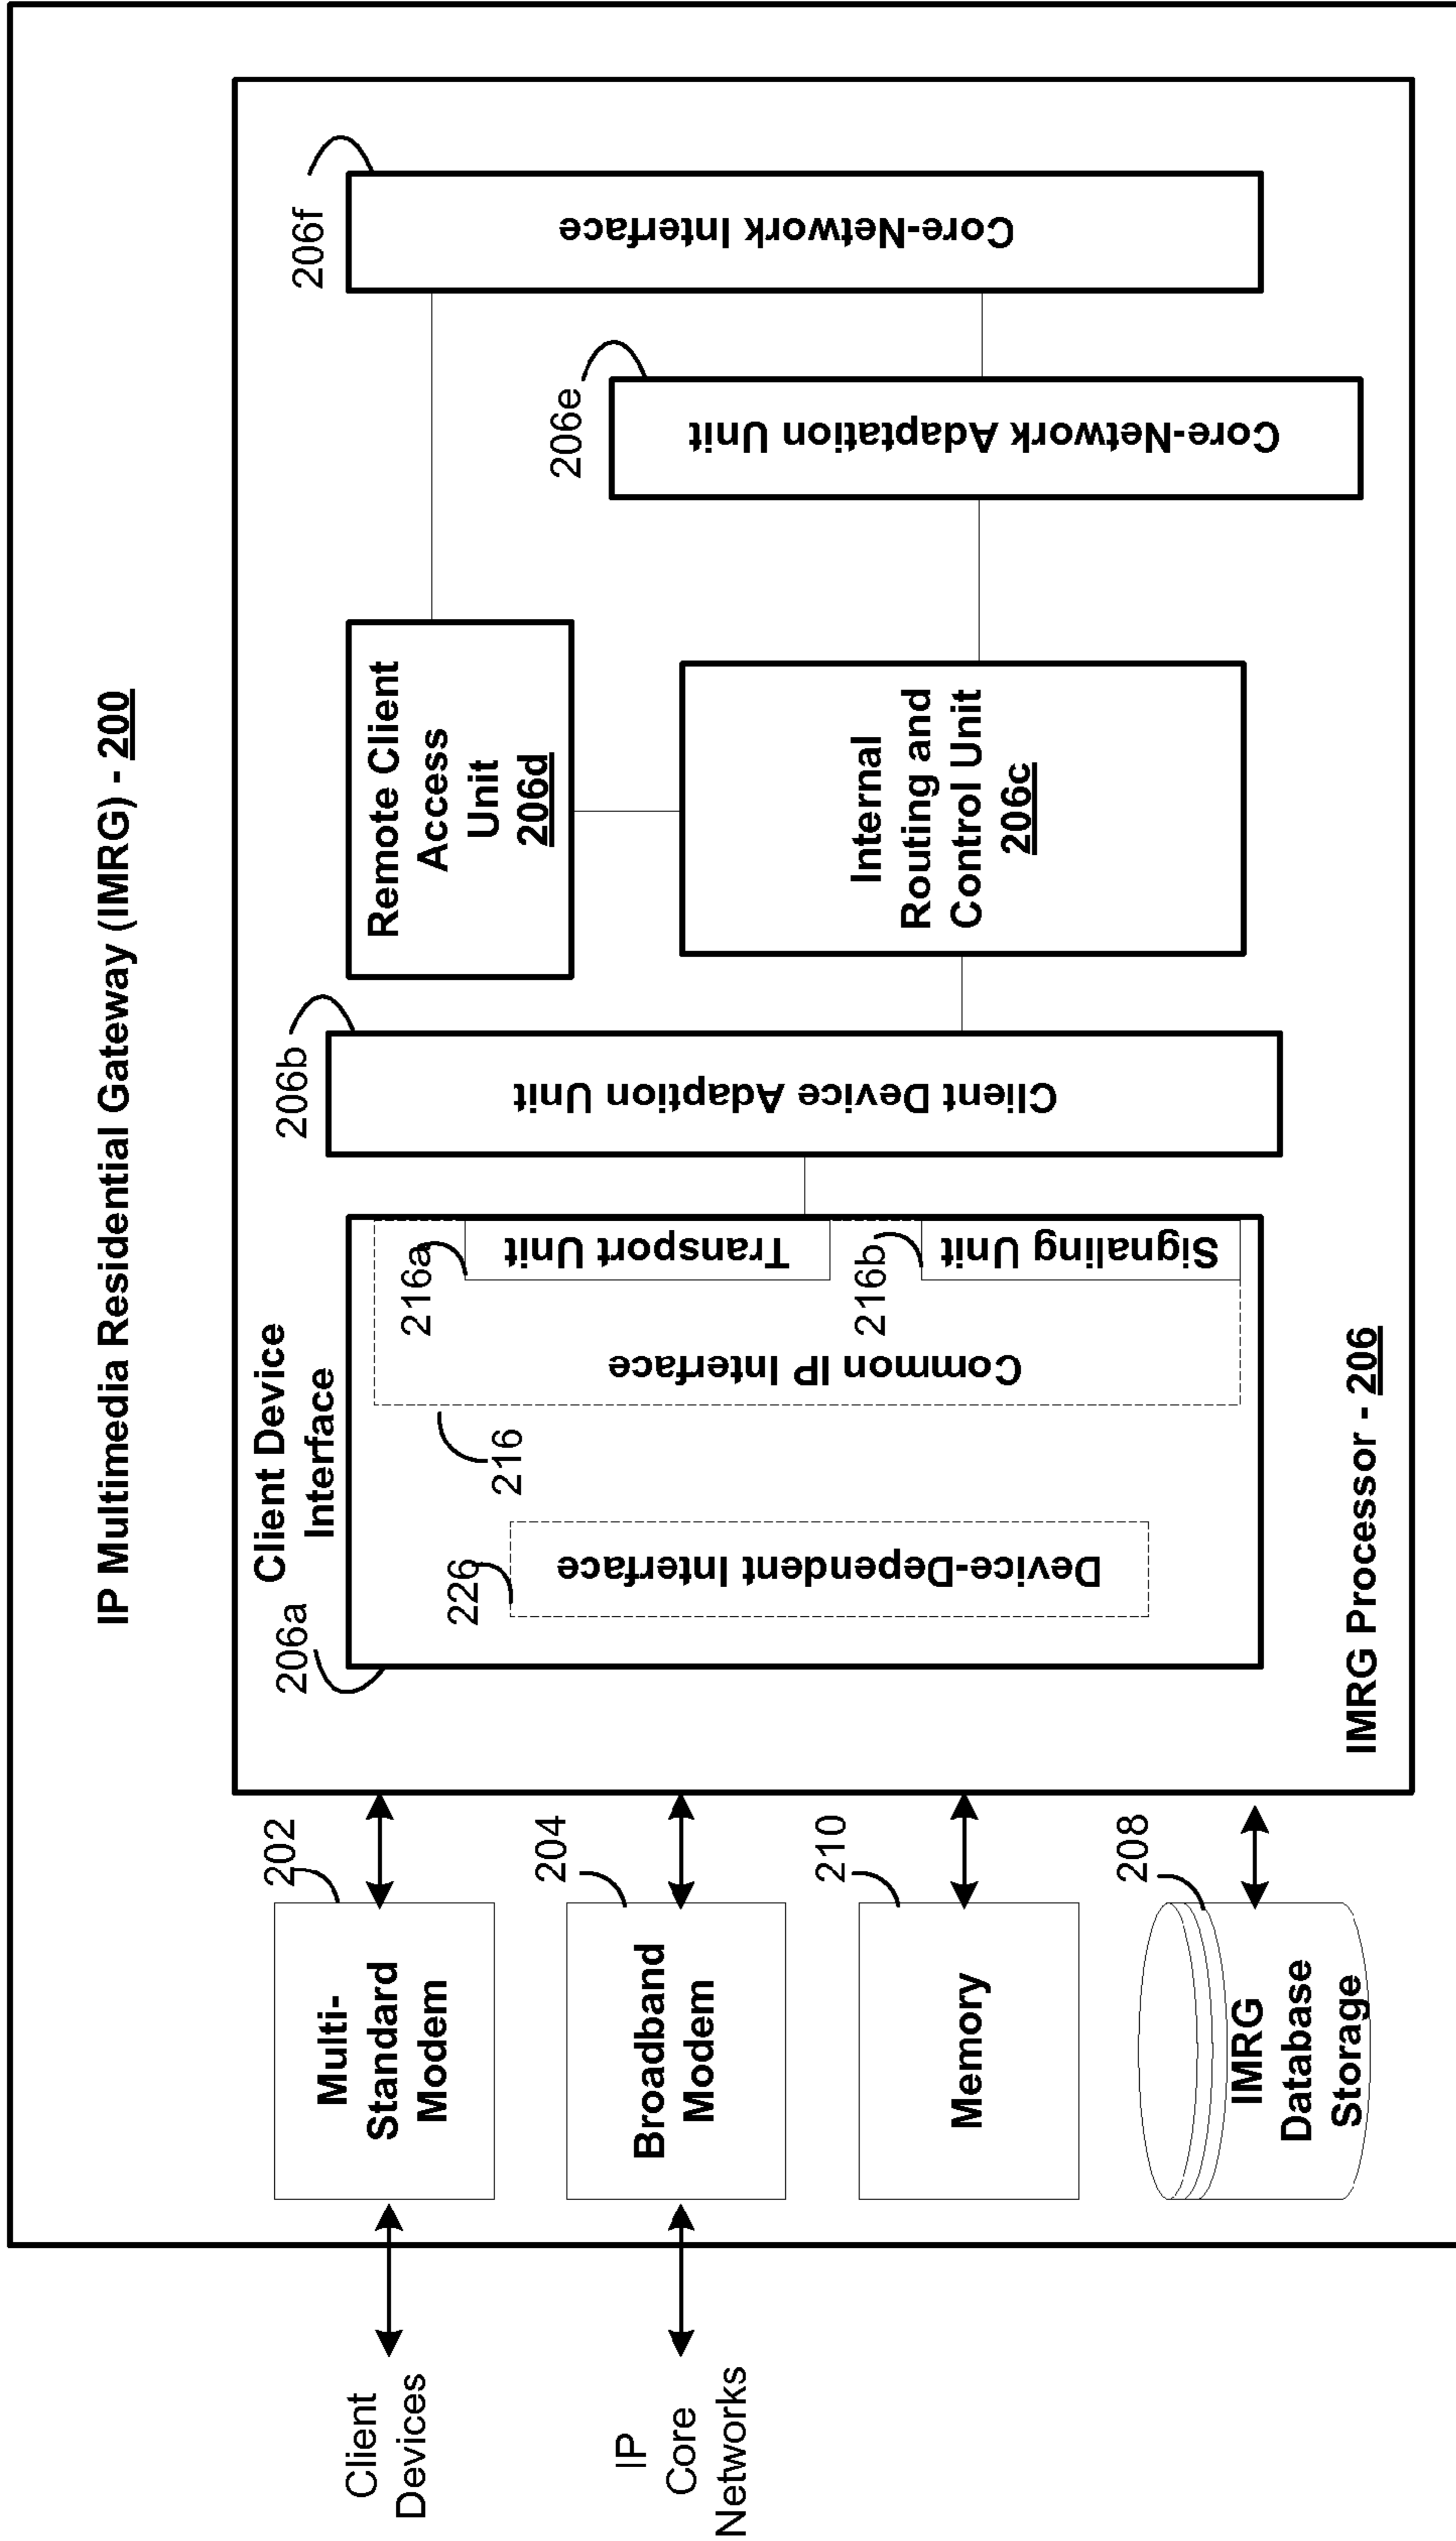 IP Multimedia Residential Gateway (IMRG) - 200
Client
Devices
IP
Core
Networks
202
Multi-
Standard
Modem
204
Broadband
Modem
210
Memory
208
IMRG
Database
Storage
206a
Client Device
Interface
226
Device-Dependent Interface
216
Common IP Interface
216a
Transport Unit
216b
Signaling Unit
206b
Client Device Adaption Unit
Remote Client
Access
Unit
206d
Internal
Routing and
Control Unit
206c
206e
Core-Network Adaptation Unit
206f
Core-Network Interface
IMRG Processor - 206